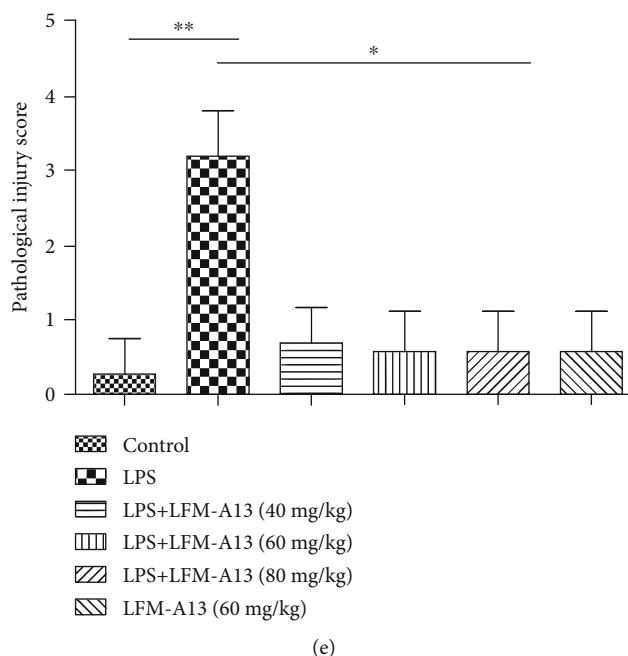 **
*
Pathological injury score
5
4
3
2
1
0
Control
LPS
LPS+LFM-A13 (40 mg/kg)
LPS+LFM-A13 (60 mg/kg)
LPS+LFM-A13 (80 mg/kg)
LFM-A13 (60 mg/kg)
(e)